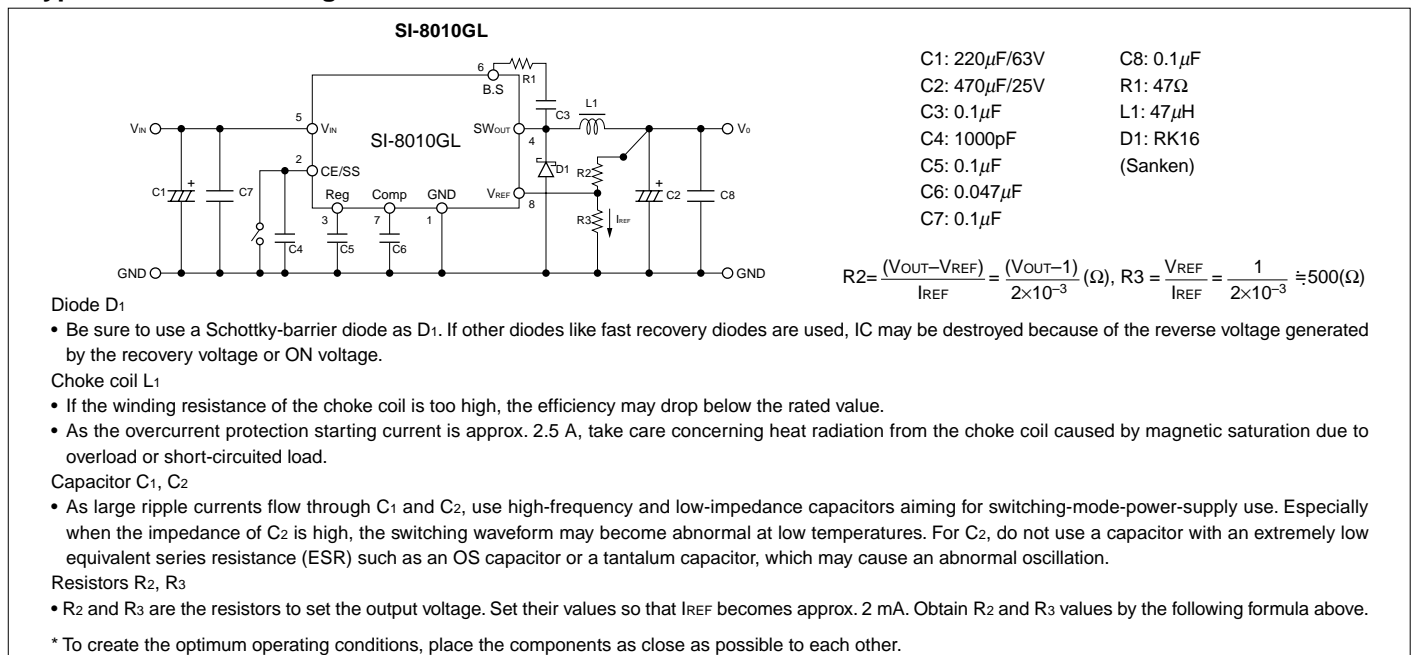 SI-8010GL
6
B.S
R1
C3
L1
5
VIN
VIN
SI-8010GL
SWOUT
4
VO
2
CE/SS
D1
R2
C1
+
C7
Reg
Comp
GND
VREF
8
+
C2
C8
3
7
1
R3
IREF
C4
C5
C6
GND
GND
C1: 220μF/63V
C2: 470μF/25V
C3: 0.1μF
C4: 1000pF
C5: 0.1μF
C6: 0.047μF
C7: 0.1μF
C8: 0.1μF
R1: 47Ω
L1: 47μH
D1: RK16
(Sanken)
R2= (VOUT–VREF) / IREF = (VOUT–1) / 2×10–3 (Ω), R3 = VREF / IREF = 1 / 2×10–3 ≒500(Ω)
Diode D1
• Be sure to use a Schottky-barrier diode as D1. If other diodes like fast recovery diodes are used, IC may be destroyed because of the reverse voltage generated
by the recovery voltage or ON voltage.
Choke coil L1
• If the winding resistance of the choke coil is too high, the efficiency may drop below the rated value.
• As the overcurrent protection starting current is approx. 2.5 A, take care concerning heat radiation from the choke coil caused by magnetic saturation due to
overload or short-circuited load.
Capacitor C1, C2
• As large ripple currents flow through C1 and C2, use high-frequency and low-impedance capacitors aiming for switching-mode-power-supply use. Especially
when the impedance of C2 is high, the switching waveform may become abnormal at low temperatures. For C2, do not use a capacitor with an extremely low
equivalent series resistance (ESR) such as an OS capacitor or a tantalum capacitor, which may cause an abnormal oscillation.
Resistors R2, R3
• R2 and R3 are the resistors to set the output voltage. Set their values so that IREF becomes approx. 2 mA. Obtain R2 and R3 values by the following formula above.
* To create the optimum operating conditions, place the components as close as possible to each other.